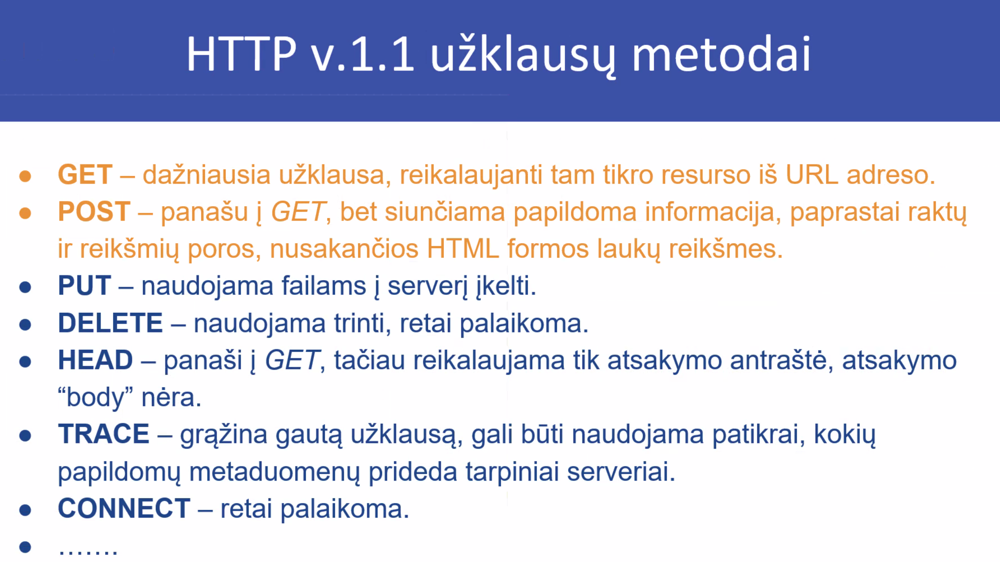 HTTP v.1.1 užklausų metodai
● GET – dažniausia užklausa, reikalaujanti tam tikro resurso iš URL adreso.
● POST – panašu į GET, bet siunčiama papildoma informacija, paprastai raktų
ir reikšmių poros, nusakančios HTML formos laukų reikšmes.
● PUT – naudojama failams į serverį įkelti.
● DELETE – naudojama trinti, retai palaikoma.
● HEAD – panaši į GET, tačiau reikalaujama tik atsakymo antraštė, atsakymo
“body” nėra.
● TRACE – grąžina gautą užklausą, gali būti naudojama patikrai, kokių
papildomų metaduomenų prideda tarpiniai serveriai.
● CONNECT – retai palaikoma.
● …….